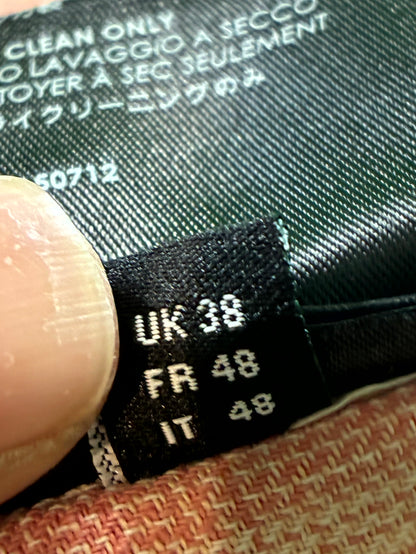 CLEAN ONLY
LAVAGGIO A SECCO
TOYER À SEC SEULEMENT
ライクリーニングのみ
50712
UK 38
FR 48
IT 48